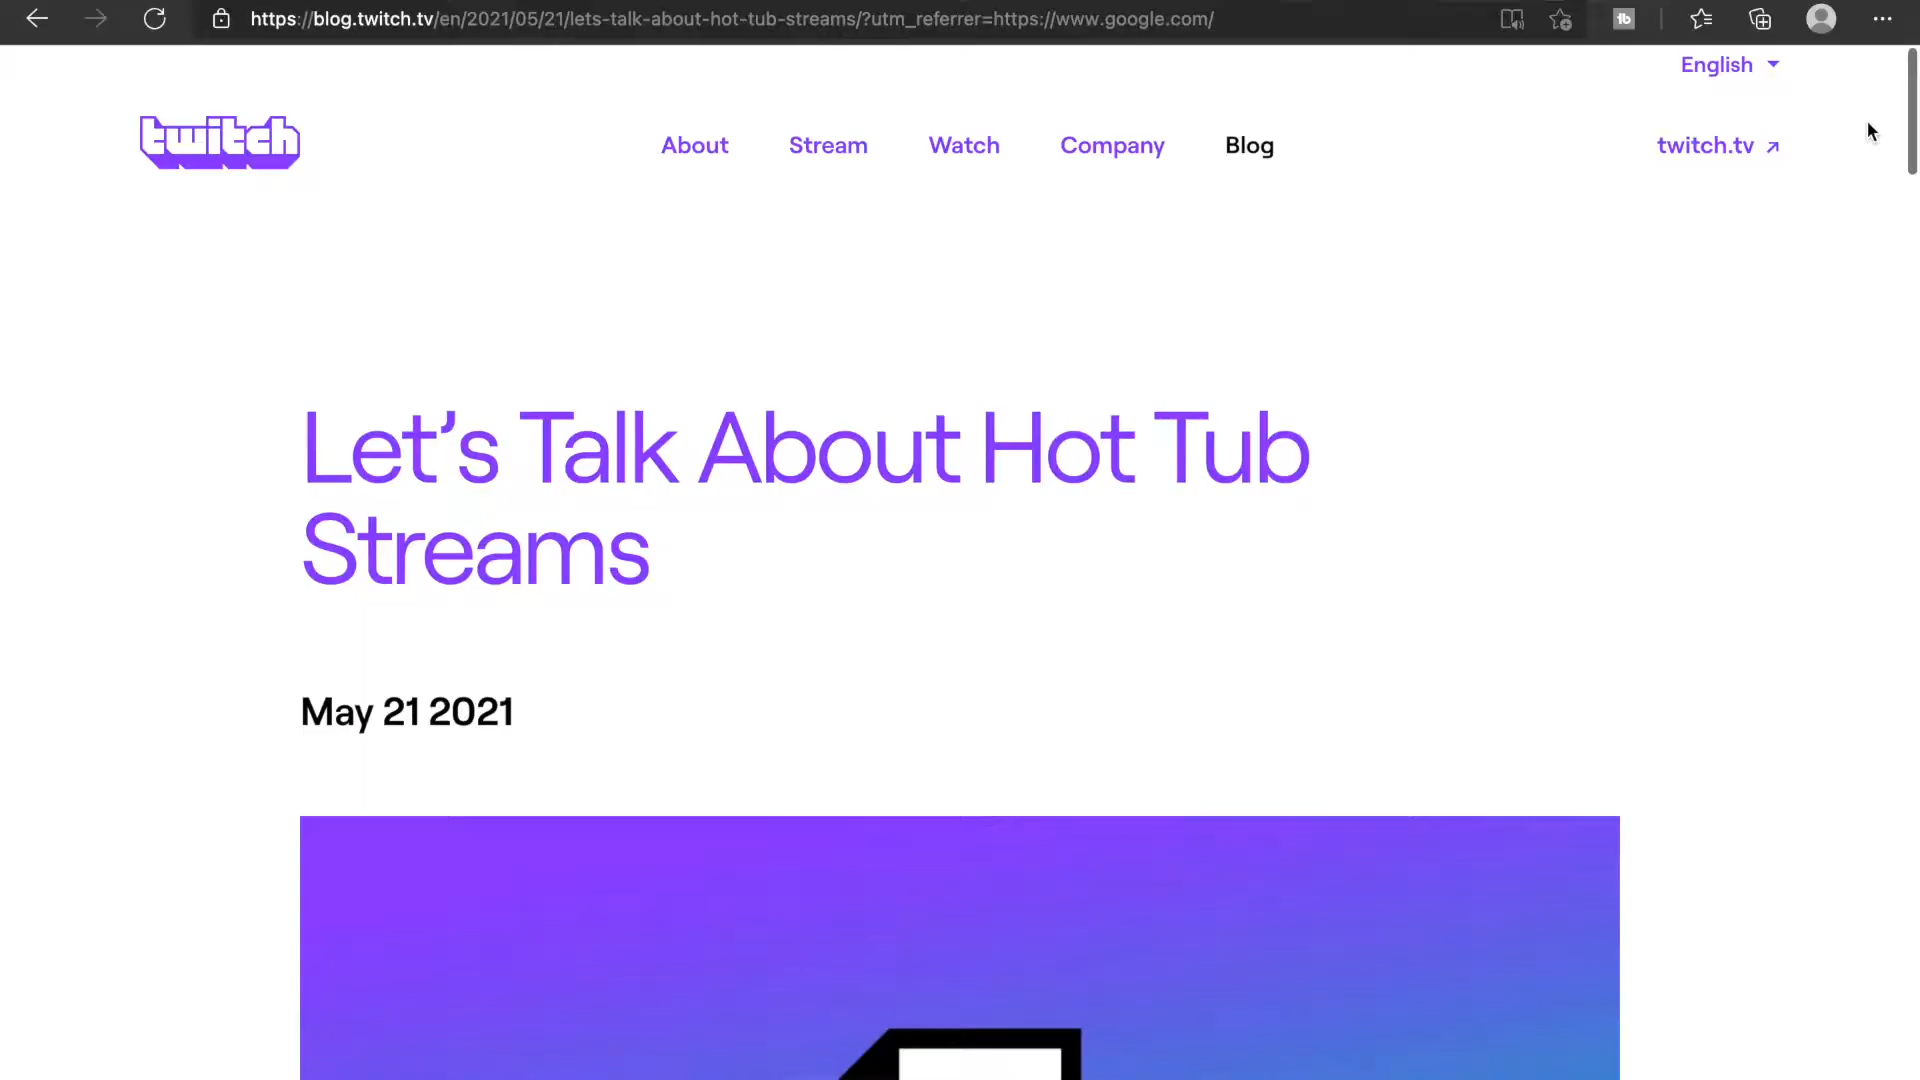 https://blog.twitch.tv/en/2021/05/21/lets-talk-about-hot-tub-streams/?utm_referrer=https://www.google.com/
tb
English
twitch
About Stream Watch Company Blog twitch.tv ↗
Let’s Talk About Hot Tub
Streams
May 21 2021